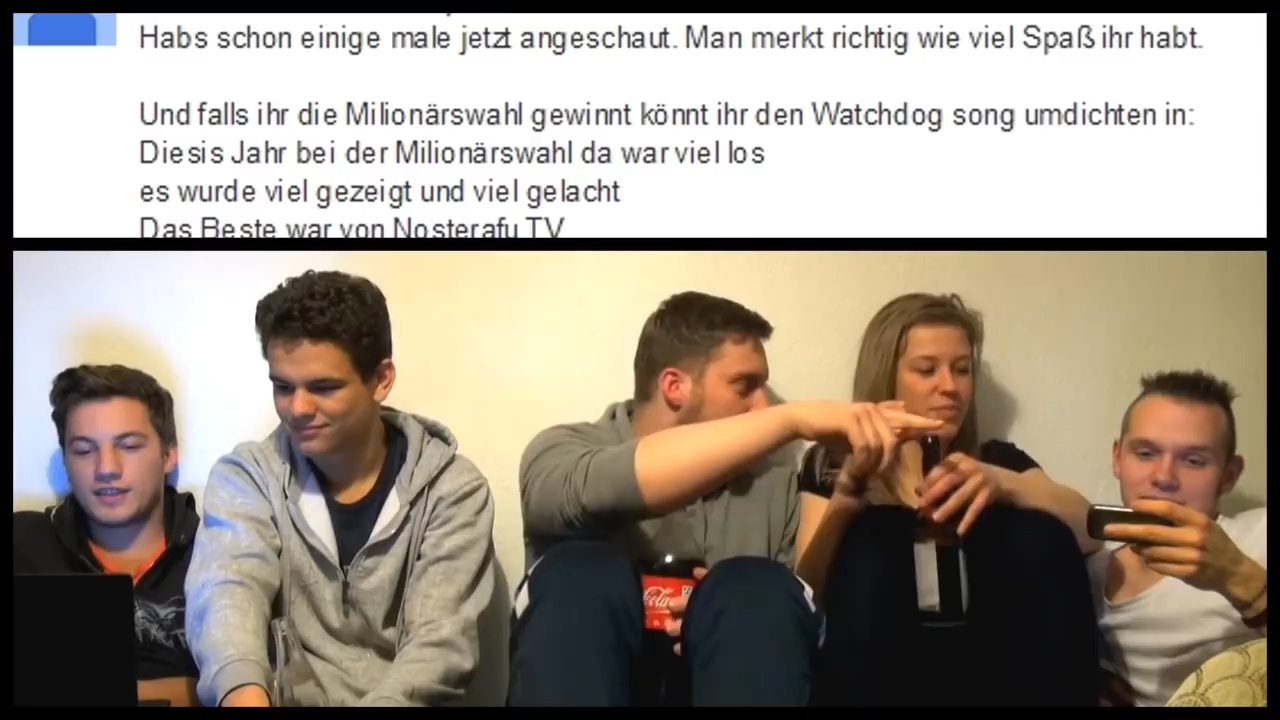 Habs schon einige male jetzt angeschaut. Man merkt richtig wie viel Spaß ihr habt.
Und falls ihr die Milionärswahl gewinnt könnt ihr den Watchdog song umdichten in:
Diesis Jahr bei der Milionärswahl da war viel los
es wurde viel gezeigt und viel gelacht
Das Beste war von Nosterafu TV
Coca-Cola